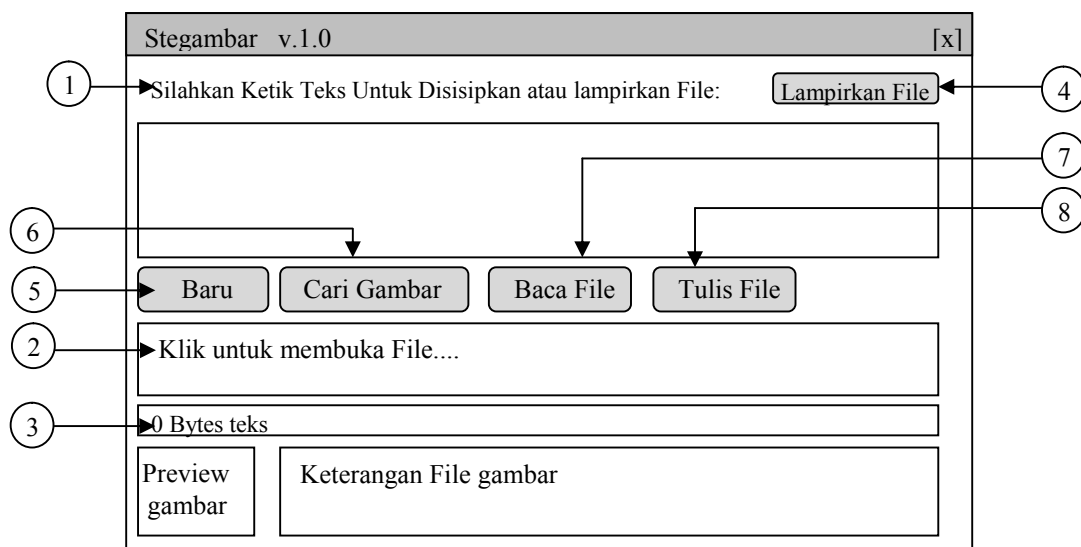 Stegambar v.1.0 [x]
1 Silahkan Ketik Teks Untuk Disisipkan atau lampirkan File: Lampirkan File 4
7
8
6
5 Baru Cari Gambar Baca File Tulis File
2 Klik untuk membuka File....
3 0 Bytes teks
Preview
gambar
Keterangan File gambar